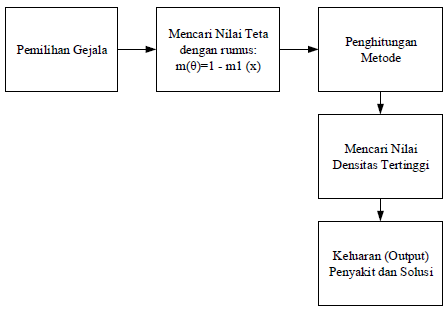 Pemilihan Gejala
Mencari Nilai Teta
dengan rumus:
m(θ)=1 - m1 (x)
Penghitungan
Metode
Mencari Nilai
Densitas Tertinggi
Keluaran (Output)
Penyakit dan Solusi